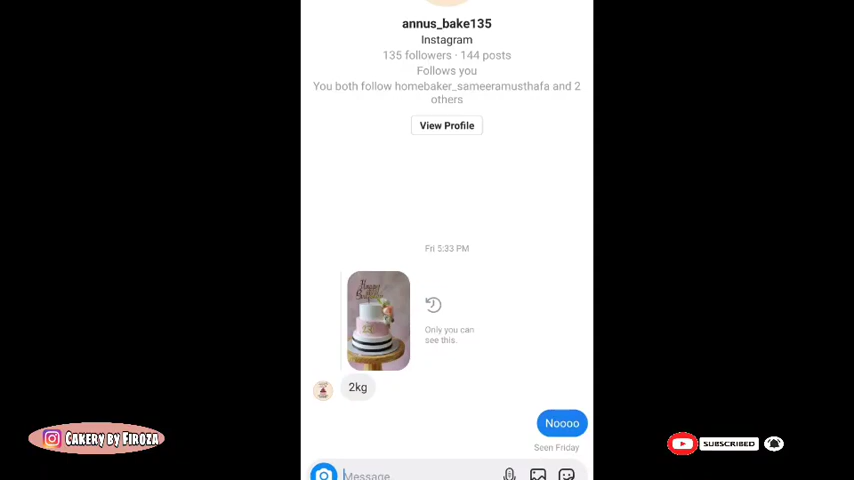 annus_bake135
Instagram
135 followers · 144 posts
Follows you
You both follow homebaker_sameeramusthafa and 2
others
View Profile
Fri 5:33 PM
Happy
Only you can
see this.
2kg
Noooo
Seen Friday
Message...
Cakery by Firoza
SUBSCRIBED